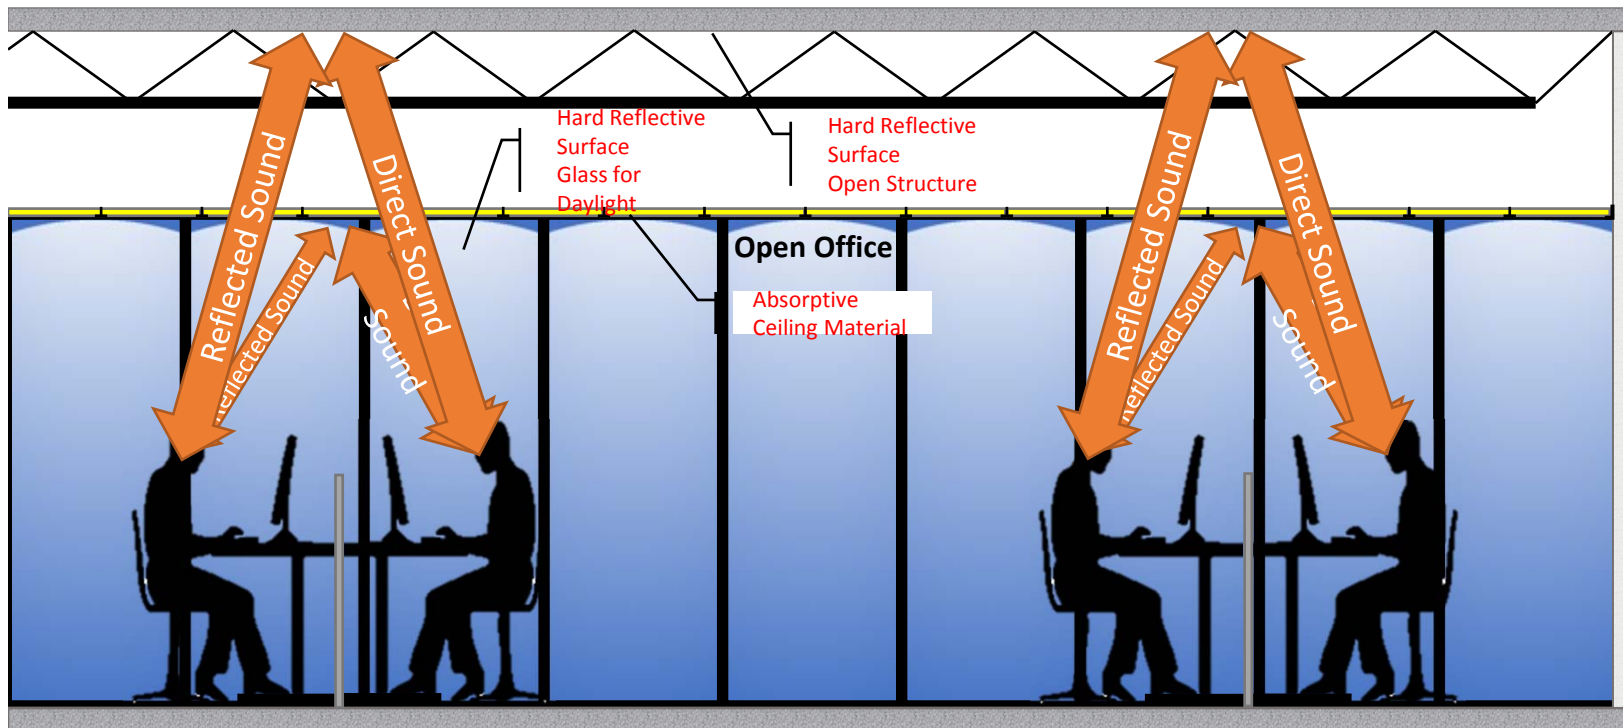 Hard Reflective
Surface
Glass for
Daylight
Hard Reflective
Surface
Open Structure
Reflected Sound
Direct Sound
Reflected Sound
Sound
Open Office
Absorptive
Ceiling Material
Reflected Sound
Direct Sound
Reflected Sound
Sound